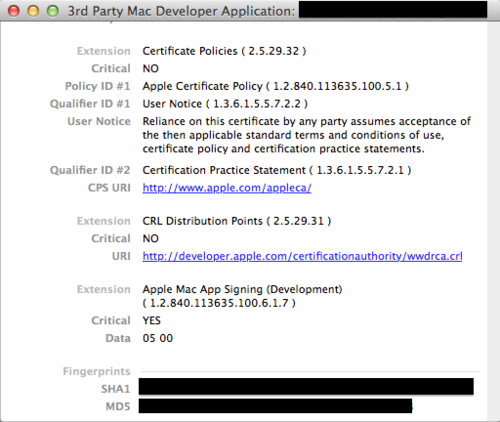 3rd Party Mac Developer Application:
Extension Certificate Policies ( 2.5.29.32 )
Critical NO
Policy ID #1 Apple Certificate Policy ( 1.2.840.113635.100.5.1 )
Qualifier ID #1 User Notice ( 1.3.6.1.5.5.7.2.2 )
User Notice Reliance on this certificate by any party assumes acceptance of
the then applicable standard terms and conditions of use,
certificate policy and certification practice statements.
Qualifier ID #2 Certification Practice Statement ( 1.3.6.1.5.5.7.2.1 )
CPS URI http://www.apple.com/appleca/
Extension CRL Distribution Points ( 2.5.29.31 )
Critical NO
URI http://developer.apple.com/certificationauthority/wwdrca.crl
Extension Apple Mac App Signing (Development)
( 1.2.840.113635.100.6.1.7 )
Critical YES
Data 05 00
Fingerprints
SHA1
MD5